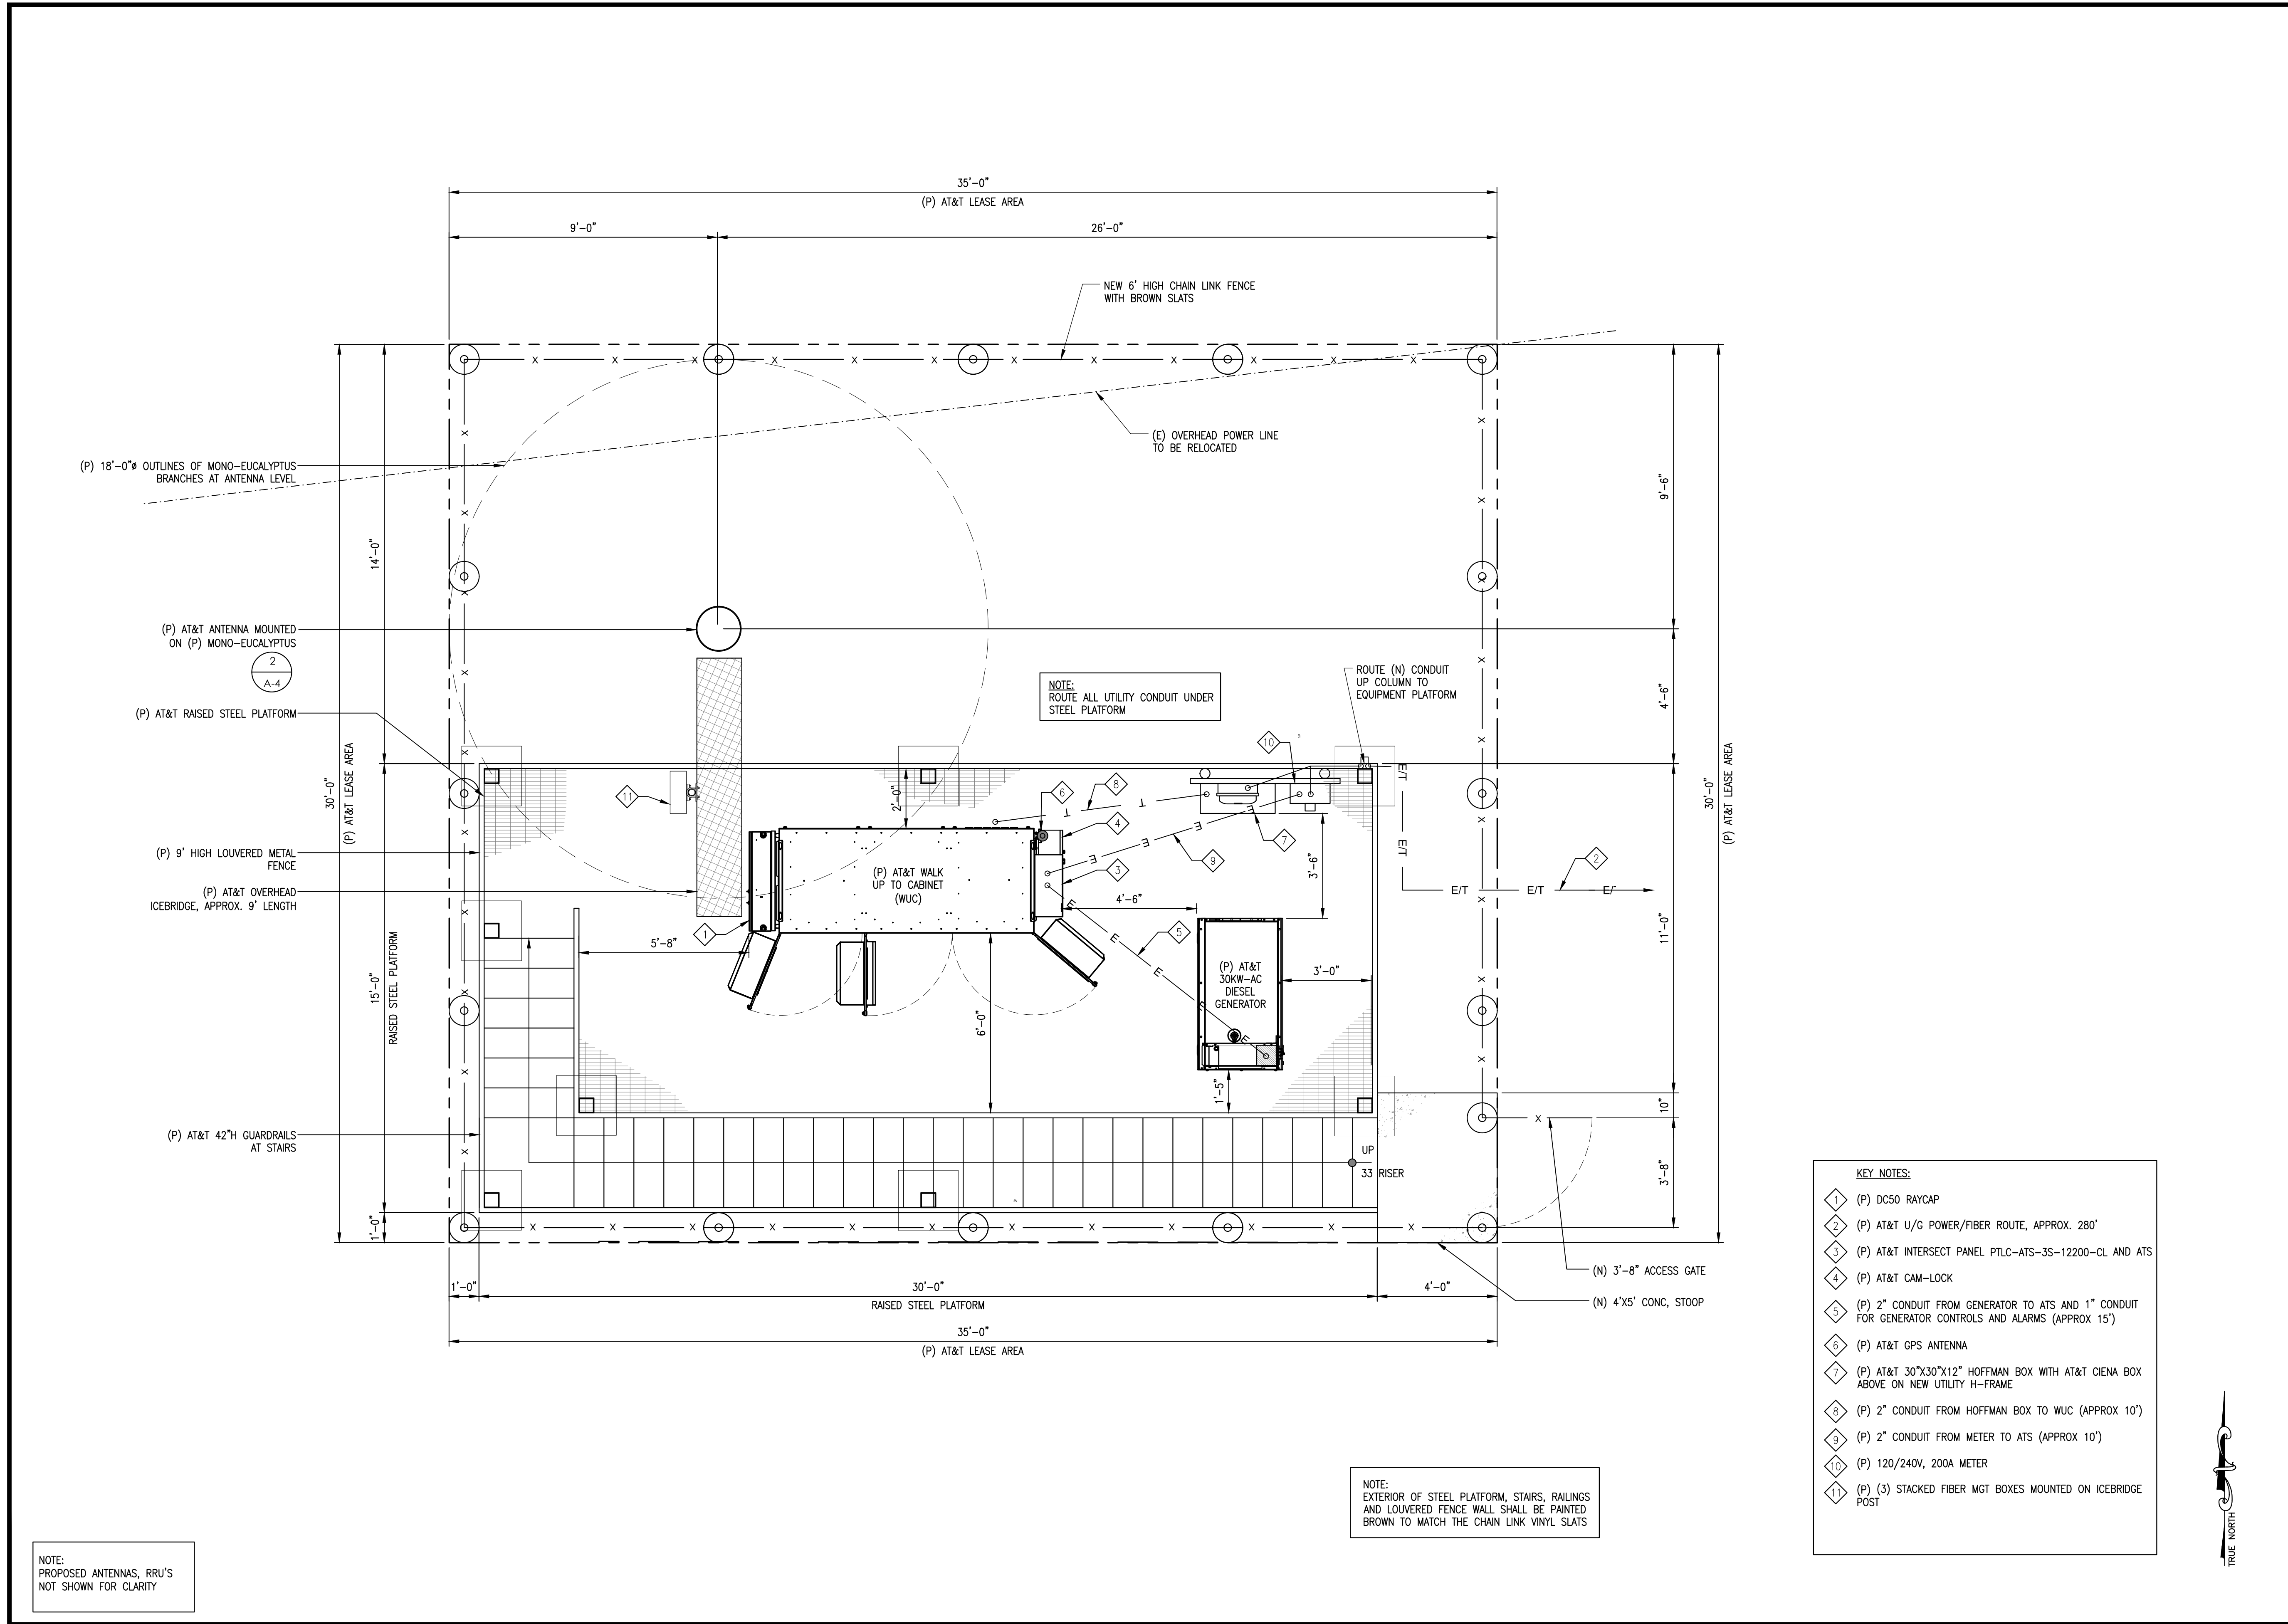 35'-0"
(P) AT&T LEASE AREA
9'-0"
26'-0"
NEW 6' HIGH CHAIN LINK FENCE
WITH BROWN SLATS
(E) OVERHEAD POWER LINE
TO BE RELOCATED
(P) 18'-0"ø OUTLINES OF MONO-EUCALYPTUS
BRANCHES AT ANTENNA LEVEL
(P) AT&T ANTENNA MOUNTED
ON (P) MONO-EUCALYPTUS
2
A-4
(P) AT&T RAISED STEEL PLATFORM
(P) 9' HIGH LOUVERED METAL
FENCE
(P) AT&T OVERHEAD
ICEBRIDGE, APPROX. 9' LENGTH
(P) AT&T 42"H GUARDRAILS
AT STAIRS
30'-0"
(P) AT&T LEASE AREA
14'-0"
15'-0"
RAISED STEEL PLATFORM
1'-0"
NOTE:
ROUTE ALL UTILITY CONDUIT UNDER
STEEL PLATFORM
ROUTE (N) CONDUIT
UP COLUMN TO
EQUIPMENT PLATFORM
10
11
6
8
4
7
9
3
5
1
2
2'-0"
3'-6"
4'-6"
5'-8"
6'-0"
3'-0"
1'-5"
(P) AT&T WALK
UP TO CABINET
(WUC)
(P) AT&T
30KW-AC
DIESEL
GENERATOR
T T
E E E
E E E E E
E/T
E/T
E/T E/T E/
UP
33 RISER
9'-6"
4'-6"
11'-0"
10"
3'-8"
30'-0"
(P) AT&T LEASE AREA
(N) 3'-8" ACCESS GATE
(N) 4'X5' CONC, STOOP
1'-0"
30'-0"
RAISED STEEL PLATFORM
4'-0"
35'-0"
(P) AT&T LEASE AREA
KEY NOTES:
1 (P) DC50 RAYCAP
2 (P) AT&T U/G POWER/FIBER ROUTE, APPROX. 280'
3 (P) AT&T INTERSECT PANEL PTLC-ATS-3S-12200-CL AND ATS
4 (P) AT&T CAM-LOCK
5 (P) 2" CONDUIT FROM GENERATOR TO ATS AND 1" CONDUIT
FOR GENERATOR CONTROLS AND ALARMS (APPROX 15')
6 (P) AT&T GPS ANTENNA
7 (P) AT&T 30"X30"X12" HOFFMAN BOX WITH AT&T CIENA BOX
ABOVE ON NEW UTILITY H-FRAME
8 (P) 2" CONDUIT FROM HOFFMAN BOX TO WUC (APPROX 10')
9 (P) 2" CONDUIT FROM METER TO ATS (APPROX 10')
10 (P) 120/240V, 200A METER
11 (P) (3) STACKED FIBER MGT BOXES MOUNTED ON ICEBRIDGE
POST
NOTE:
EXTERIOR OF STEEL PLATFORM, STAIRS, RAILINGS
AND LOUVERED FENCE WALL SHALL BE PAINTED
BROWN TO MATCH THE CHAIN LINK VINYL SLATS
NOTE:
PROPOSED ANTENNAS, RRU'S
NOT SHOWN FOR CLARITY
TRUE NORTH